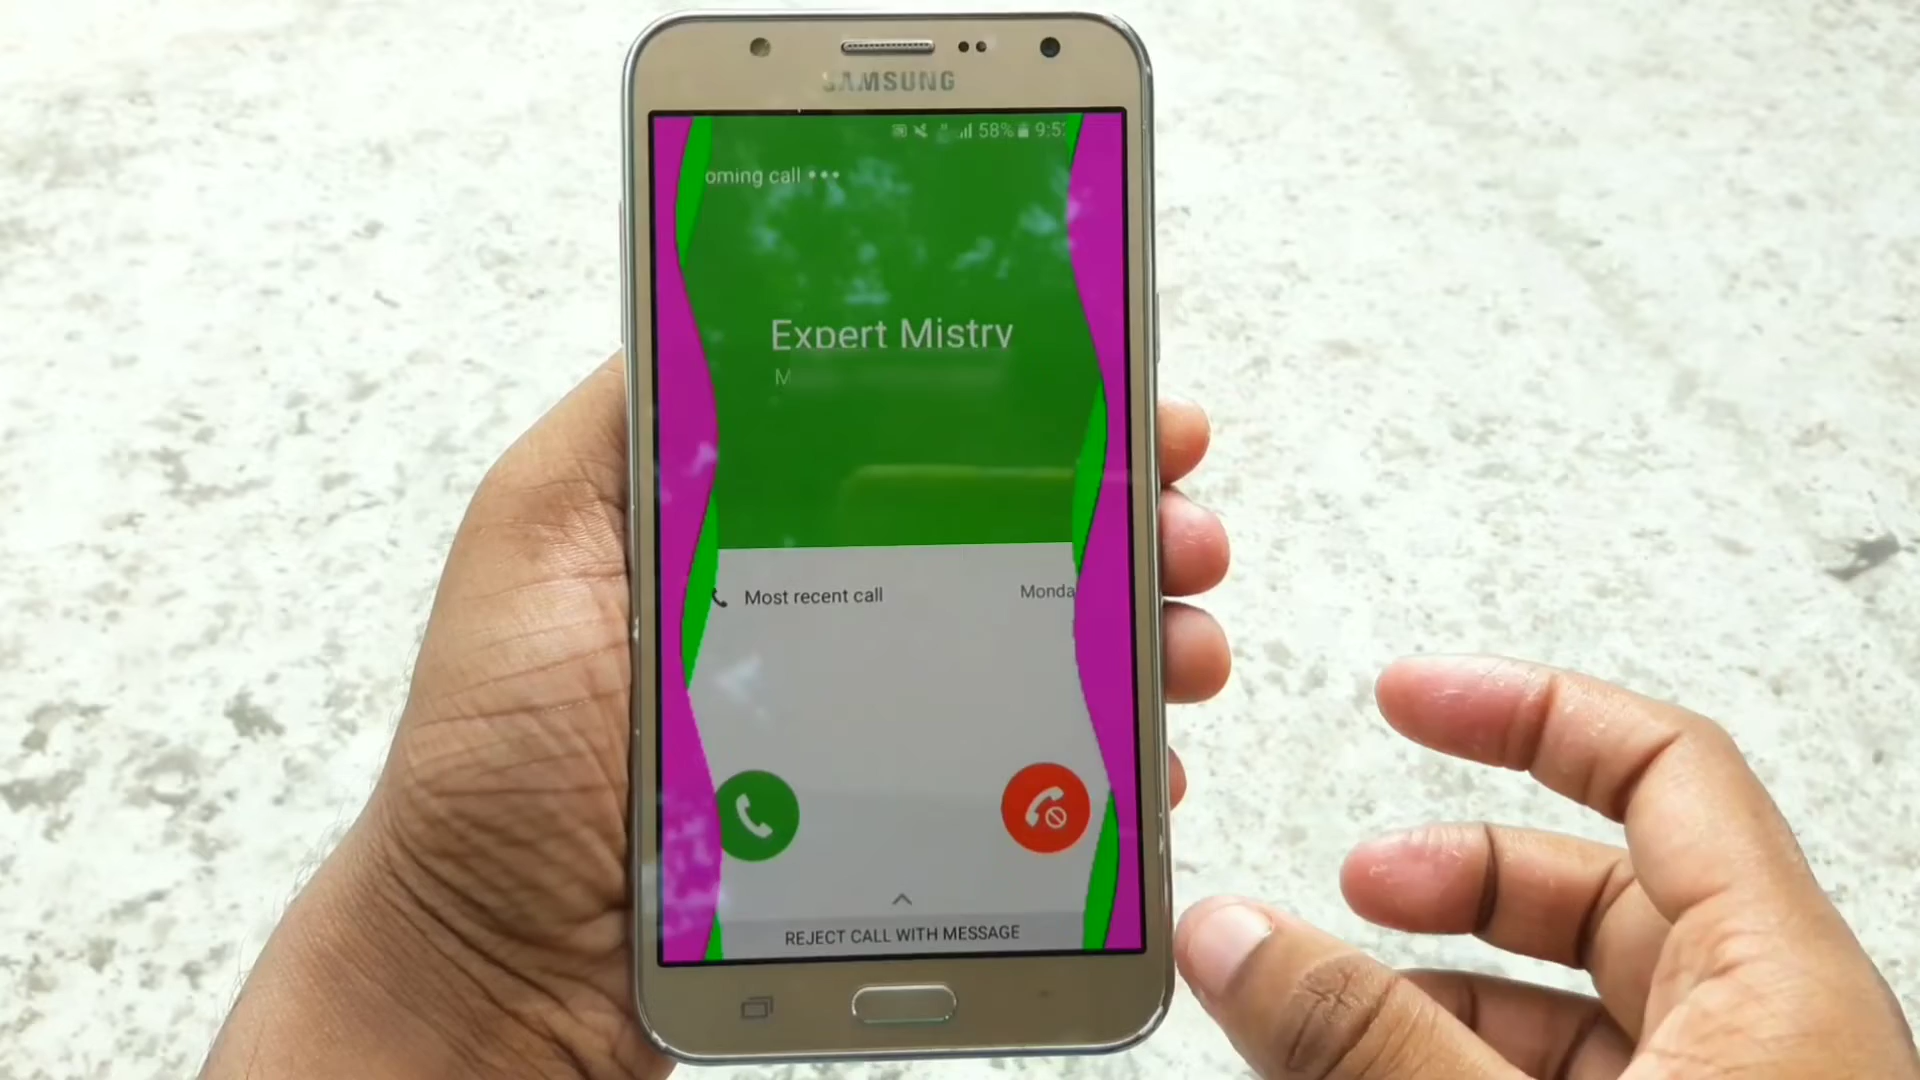 SAMSUNG
58% 9:5
oming call •••
Expert Mistry
M
Most recent call Monda
REJECT CALL WITH MESSAGE